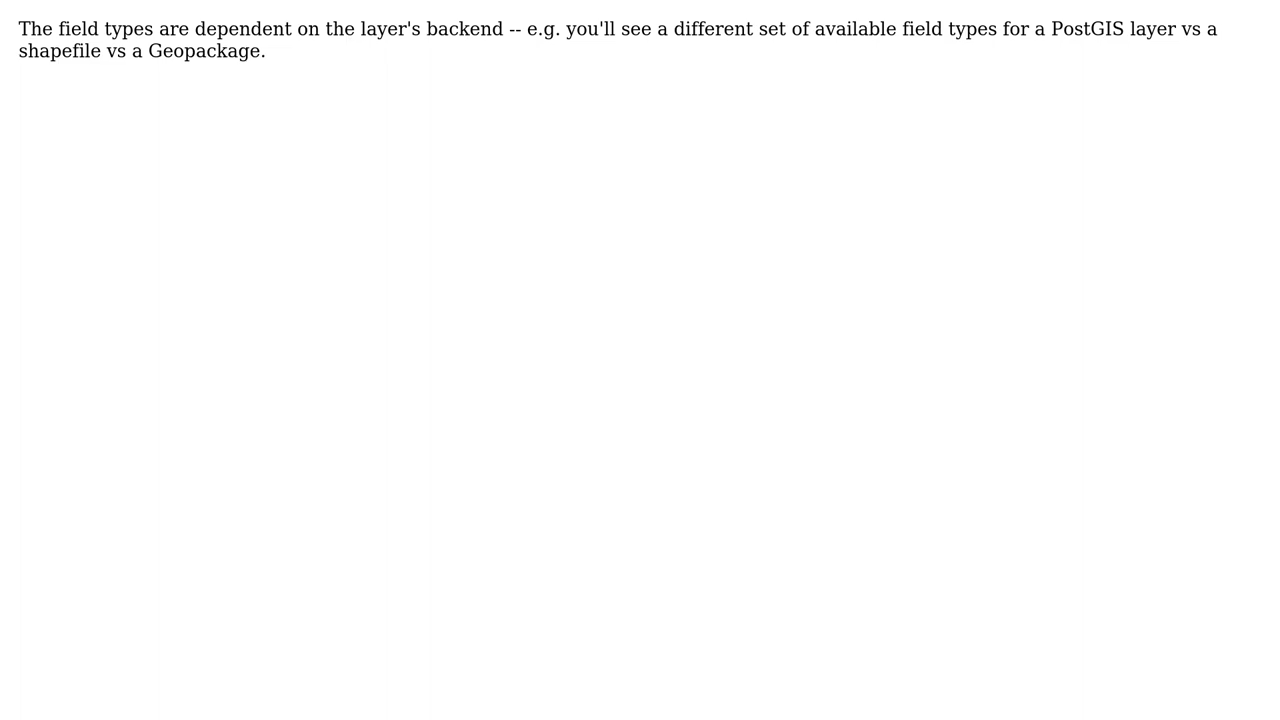 The field types are dependent on the layer's backend -- e.g. you'll see a different set of available field types for a PostGIS layer vs a
shapefile vs a Geopackage.